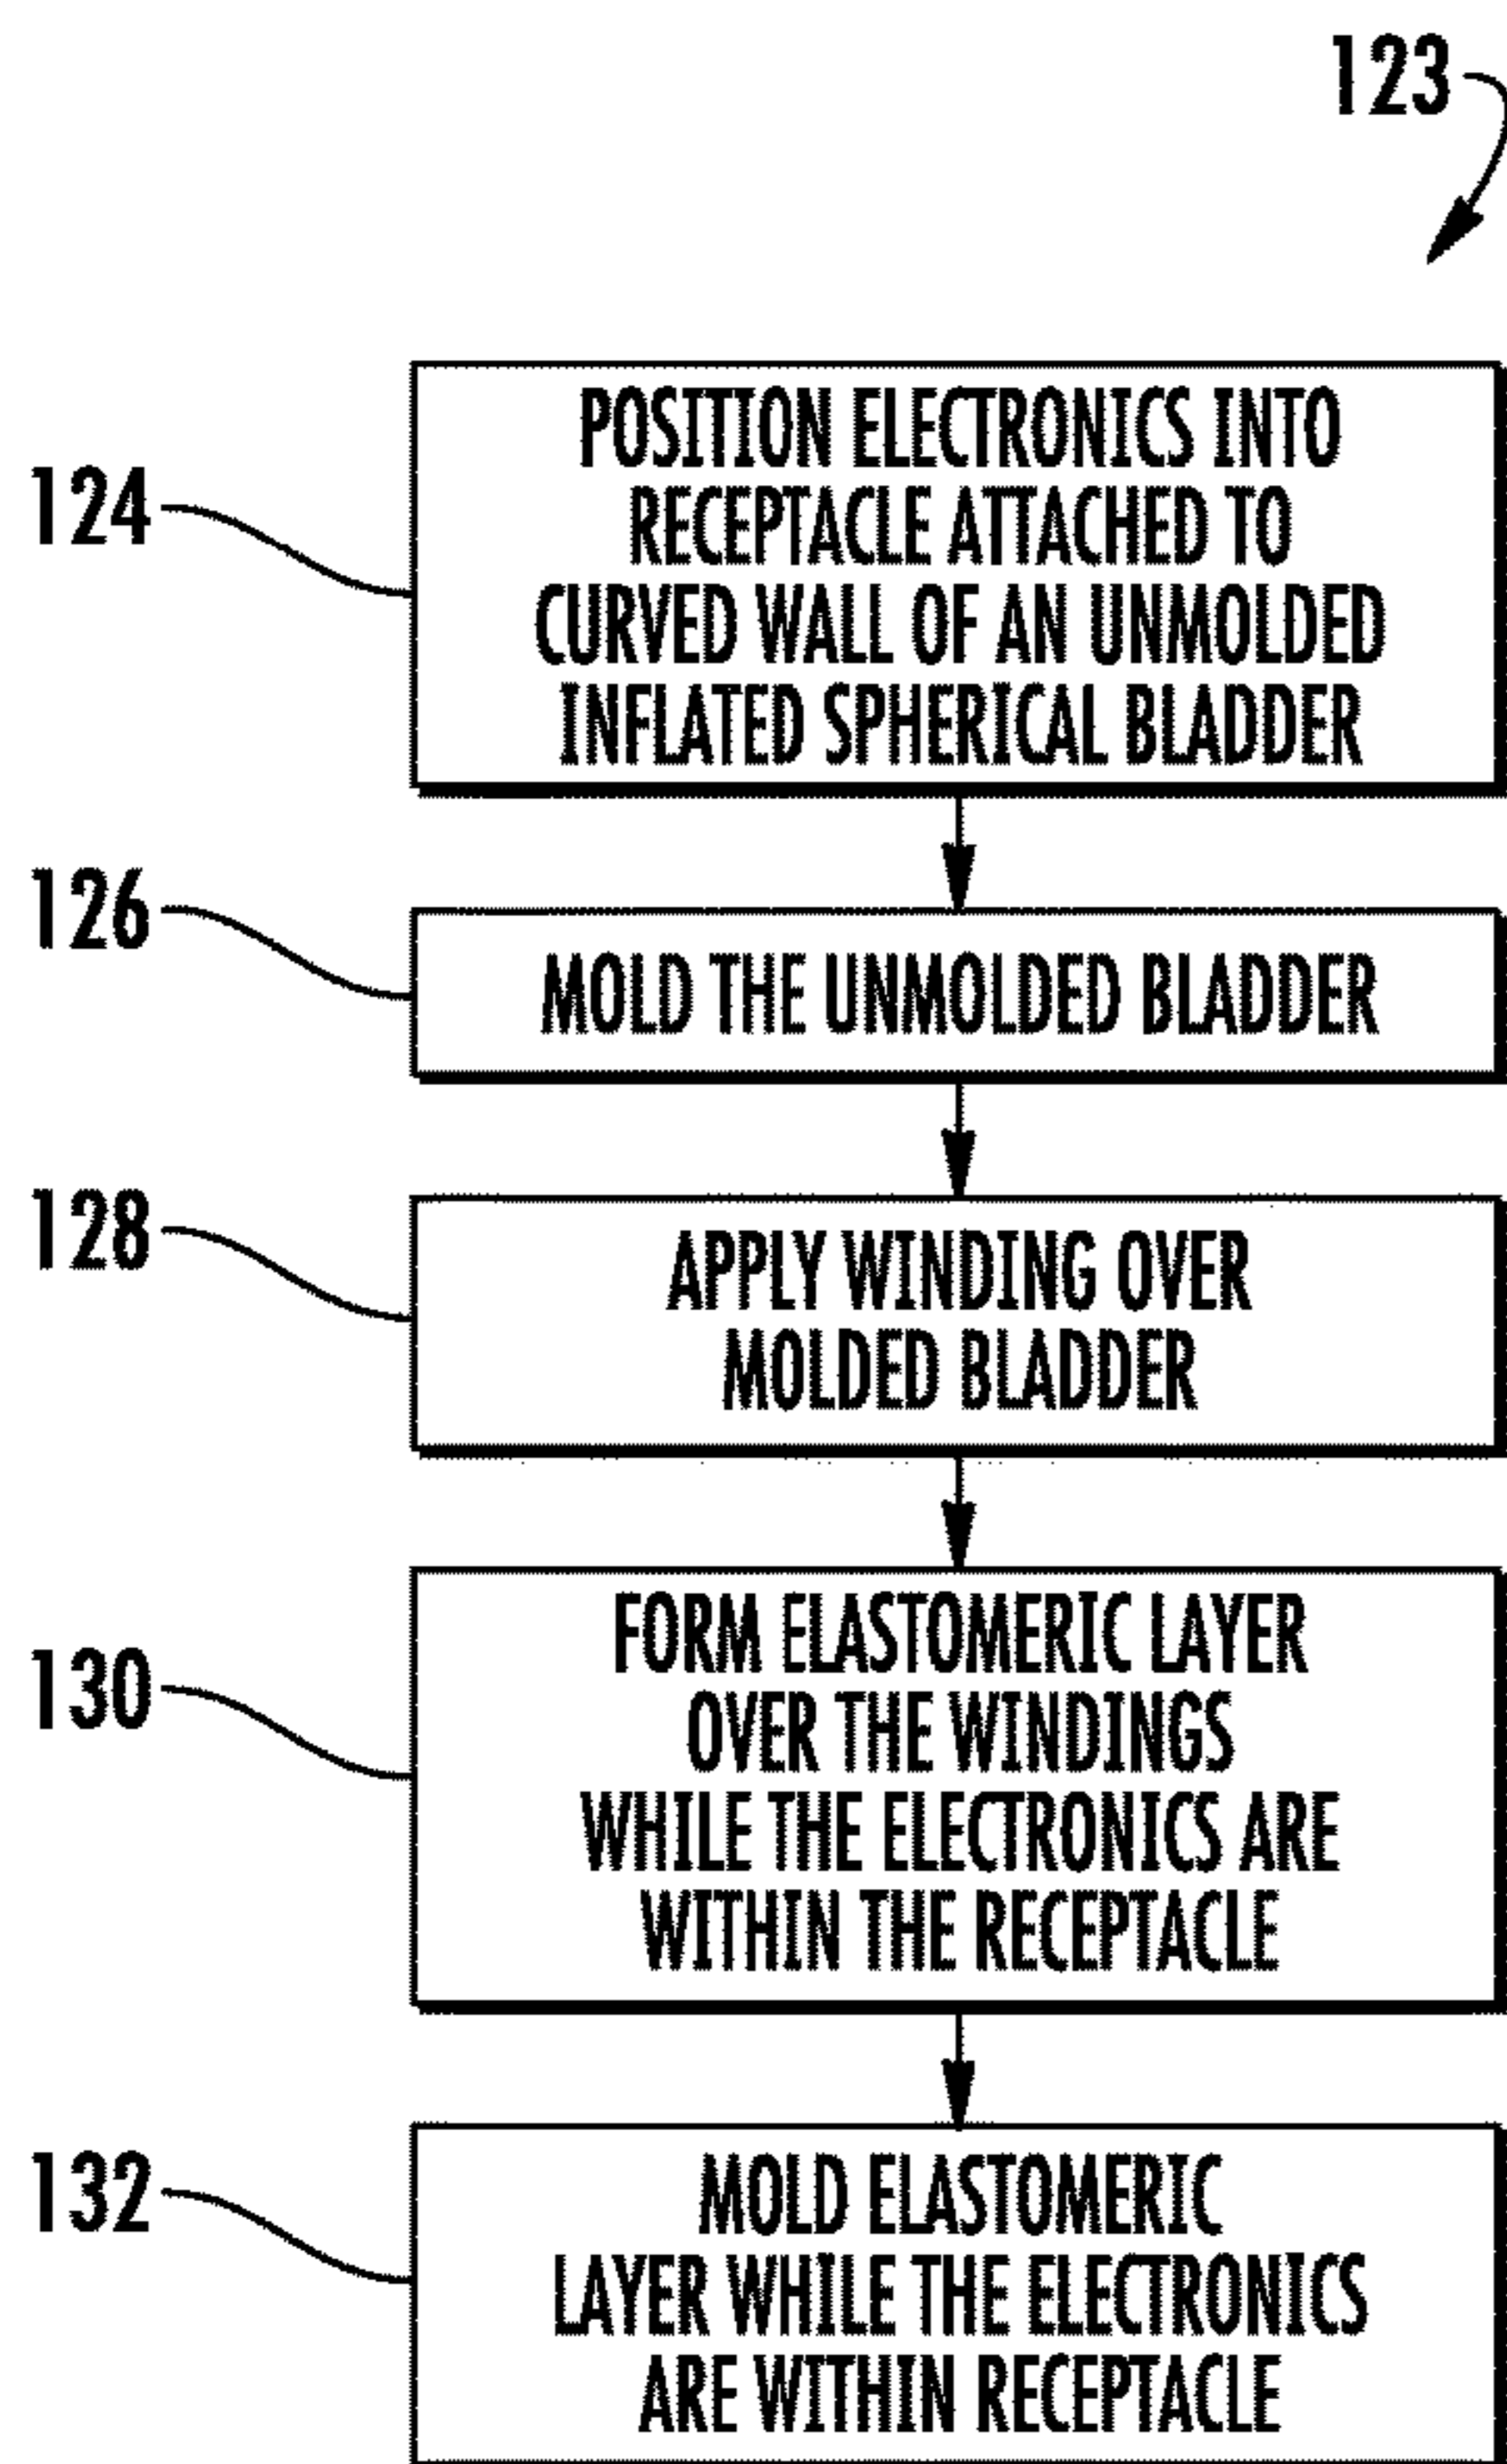 123
124
POSITION ELECTRONICS INTO
RECEPTACLE ATTACHED TO
CURVED WALL OF AN UNMOLDED
INFLATED SPHERICAL BLADDER
126
MOLD THE UNMOLDED BLADDER
128
APPLY WINDING OVER
MOLDED BLADDER
130
FORM ELASTOMERIC LAYER
OVER THE WINDINGS
WHILE THE ELECTRONICS ARE
WITHIN THE RECEPTACLE
132
MOLD ELASTOMERIC
LAYER WHILE THE ELECTRONICS
ARE WITHIN RECEPTACLE